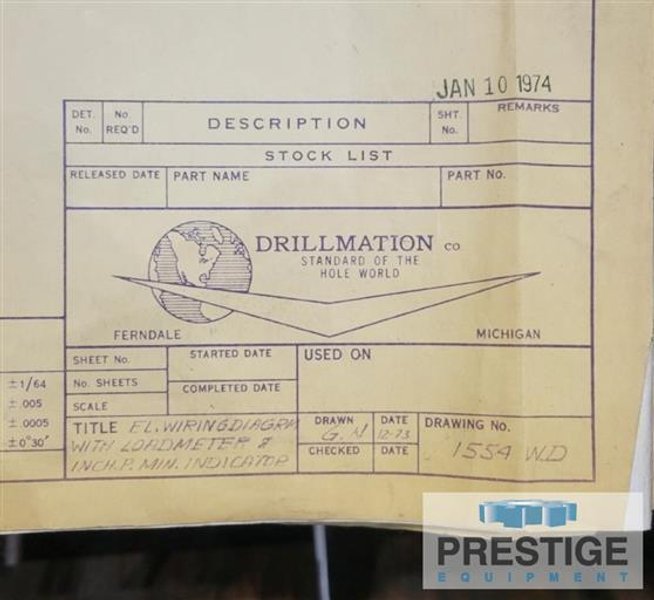 JAN 10 1974
DET. No.
No REQ'D
DESCRIPTION
SHT. No.
REMARKS
STOCK LIST
RELEASED DATE
PART NAME
PART No.
DRILLMATION CO
STANDARD OF THE
HOLE WORLD
FERNDALE
MICHIGAN
SHEET No.
STARTED DATE
USED ON
±1/64
No. SHEETS
COMPLETED DATE
±.005
SCALE
±.0005
±0°30'
TITLE EL. WIRING DIAGRA
WITH LOADMETER &
INCH. P. MIN. INDICATOR
DRAWN
G.
DATE
12-73
CHECKED
DATE
DRAWING No.
1554 WD
PRESTIGE
EQUIPMENT